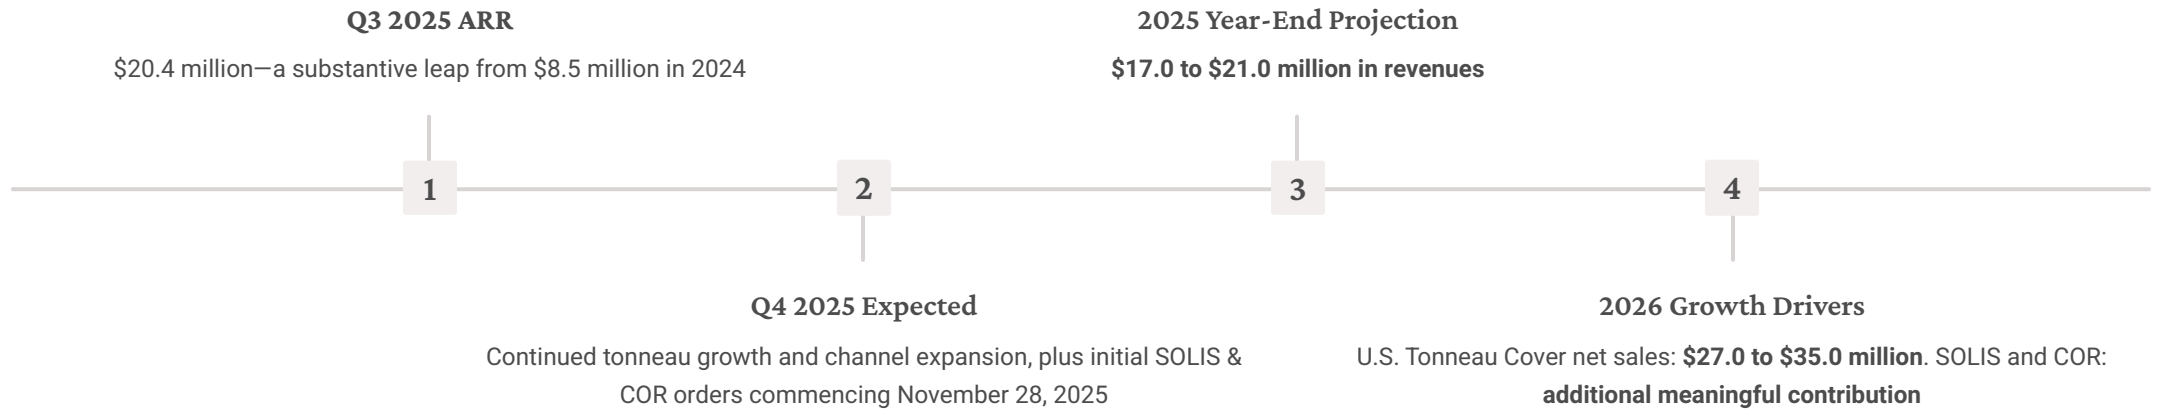 Q3 2025 ARR
$20.4 million—a substantive leap from $8.5 million in 2024
2025 Year-End Projection
$17.0 to $21.0 million in revenues
1
2
3
4
Q4 2025 Expected
Continued tonneau growth and channel expansion, plus initial SOLIS &
COR orders commencing November 28, 2025
2026 Growth Drivers
U.S. Tonneau Cover net sales: $27.0 to $35.0 million. SOLIS and COR:
additional meaningful contribution